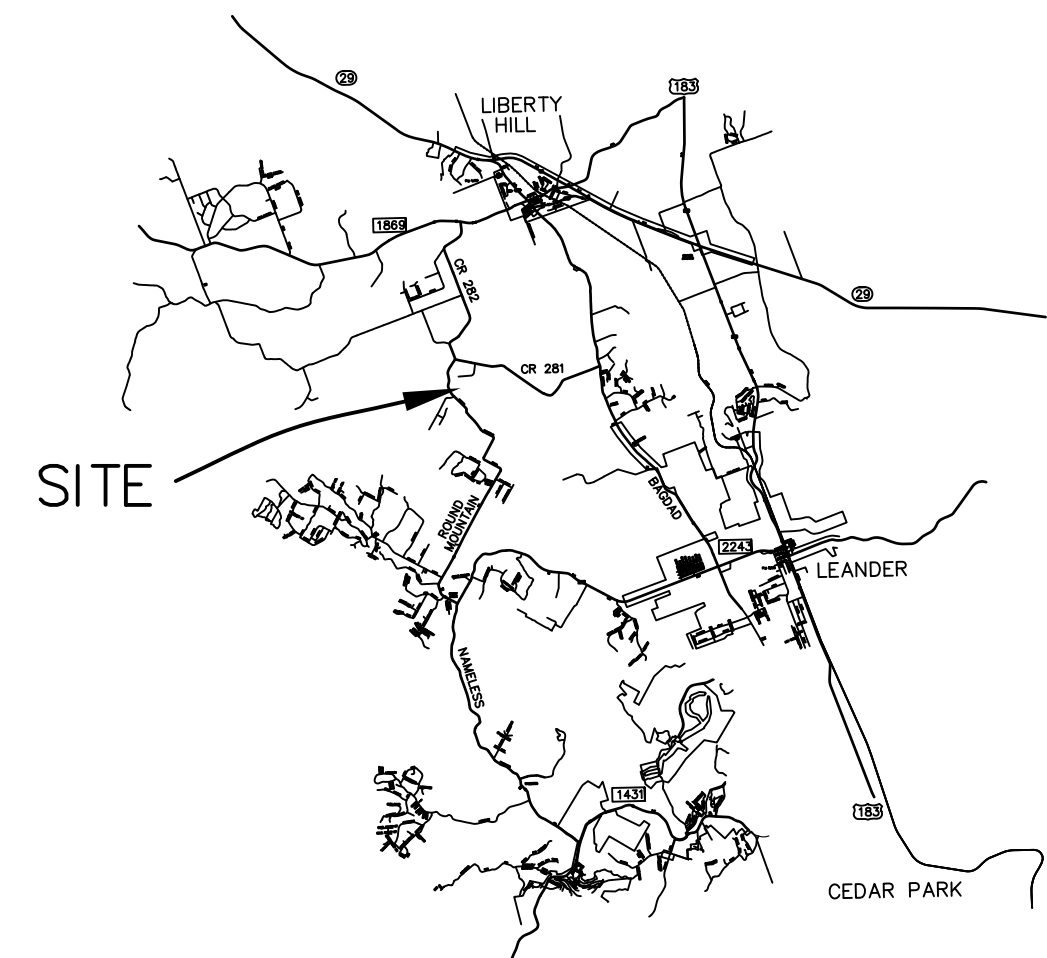 29
183
LIBERTY
HILL
1869
CR 282
29
CR 281
SITE
BAGDAD
ROUND
MOUNTAIN
2243
LEANDER
NAMELESS
1431
183
CEDAR PARK